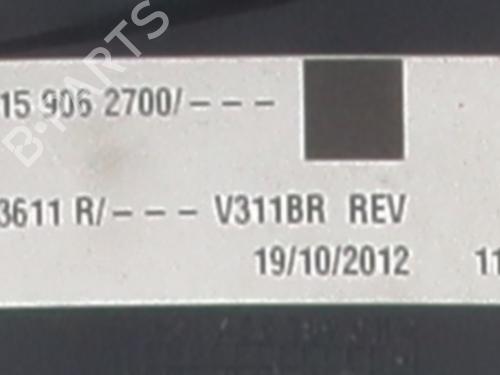 B-PARTS
15 906 2700/---
3611 R/--- V311BR REV
19/10/2012 11